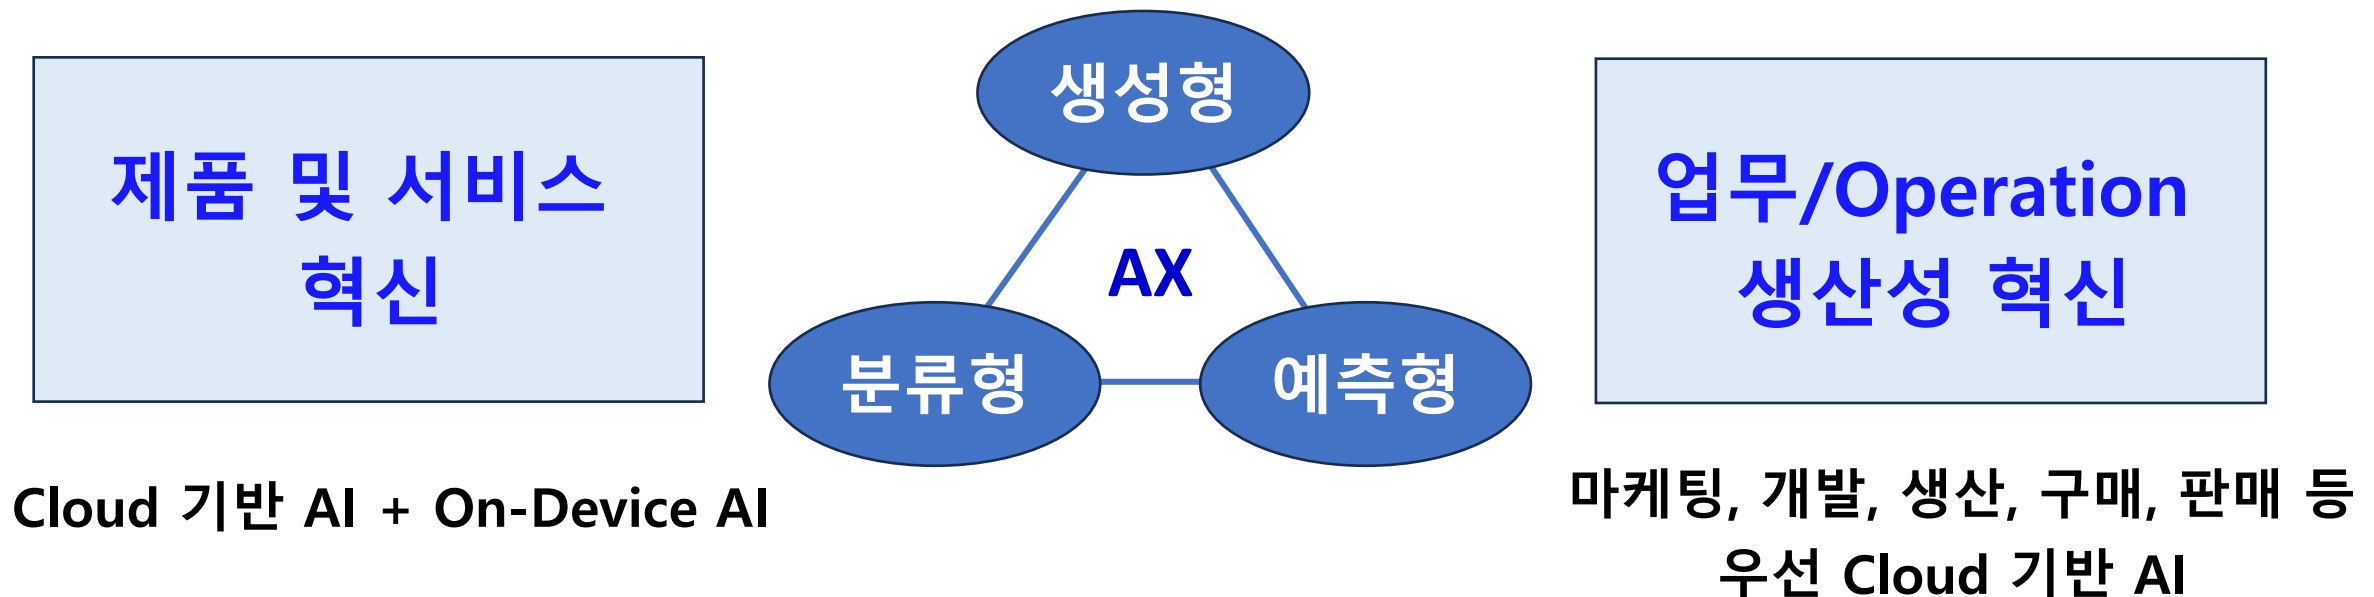 제품 및 서비스
혁신
Cloud 기반 AI + On-Device AI
생성형
AX
분류형
예측형
업무/Operation
생산성 혁신
마케팅, 개발, 생산, 구매, 판매 등
우선 Cloud 기반 AI